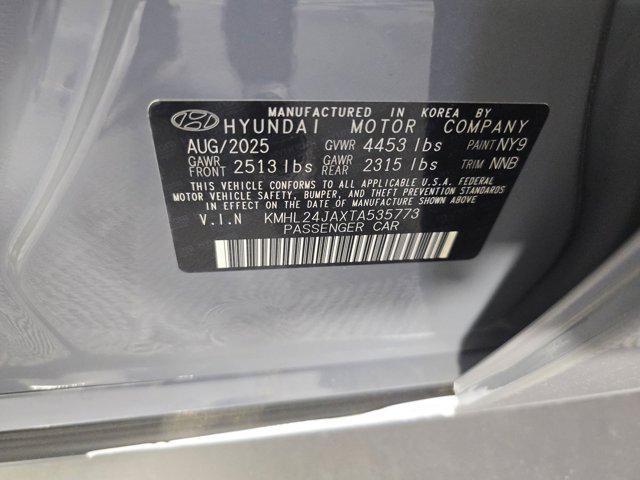 MANUFACTURED IN KOREA BY
HYUNDAI MOTOR COMPANY
AUG/2025 GVWR 4453 lbs PAINT NY9
GAWR FRONT 2513 lbs GAWR REAR 2315 lbs TRIM NNB
THIS VEHICLE CONFORMS TO ALL APPLICABLE U.S.A. FEDERAL
MOTOR VEHICLE SAFETY, BUMPER, AND THEFT PREVENTION
STANDARDS IN EFFECT ON THE DATE OF MANUFACTURE SHOWN ABOVE
V.I.N KMHL24JAXTA535773
PASSENGER CAR